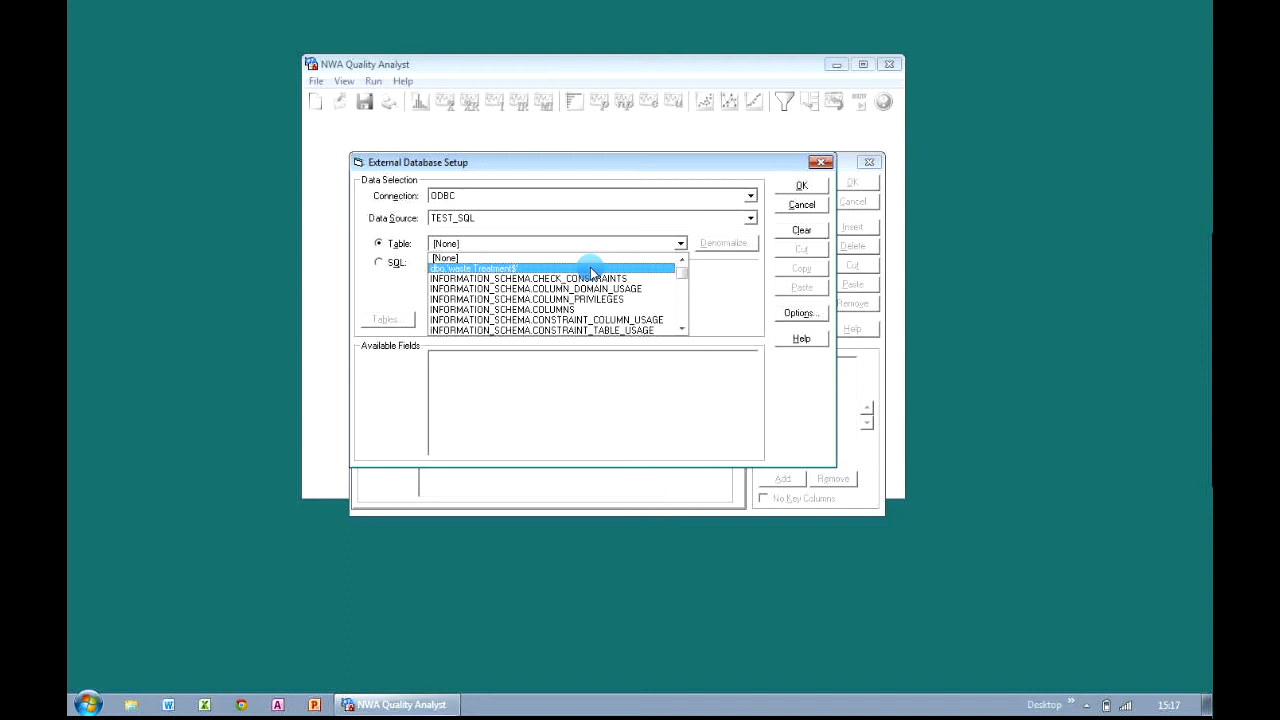 NWA Quality Analyst
File View Run Help
External Database Setup
Data Selection
Connection: ODBC
OK
OK
Data Source: TEST_SQL
Cancel
Cancel
Table: [None]
Denormalize...
Clear
Insert
SQL:
[None]
dbo.'waste Treatment$'
INFORMATION_SCHEMA.CHECK_CONSTRAINTS
INFORMATION_SCHEMA.COLUMN_DOMAIN_USAGE
INFORMATION_SCHEMA.COLUMN_PRIVILEGES
INFORMATION_SCHEMA.COLUMNS
INFORMATION_SCHEMA.CONSTRAINT_COLUMN_USAGE
INFORMATION_SCHEMA.CONSTRAINT_TABLE_USAGE
Cut
Delete
Copy
Cut
Paste
Paste
Remove
Tables...
Options...
Help
Help
Available Fields
Add Remove
No Key Columns
NWA Quality Analyst
Desktop
15:17